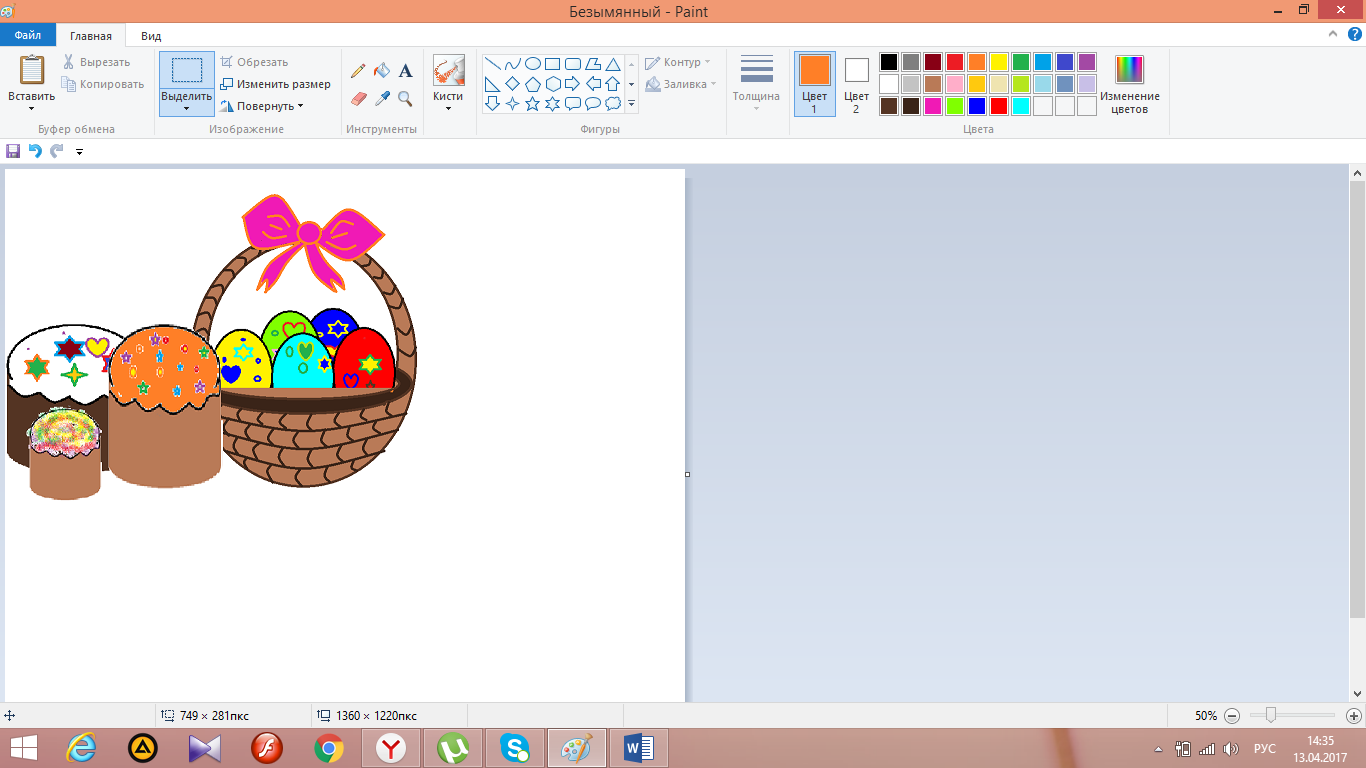 Безымянный - Paint
Файл Главная Вид
Вырезать Обрезать Контур
Копировать Изменить размер Заливка
Вставить Выделить Повернуть Кисти Толщина Цвет 1 Цвет 2 Изменение цветов
Буфер обмена Изображение Инструменты Фигуры Цвета
749 × 281пкс 1360 × 1220пкс 50%
РУС 14:35
13.04.2017